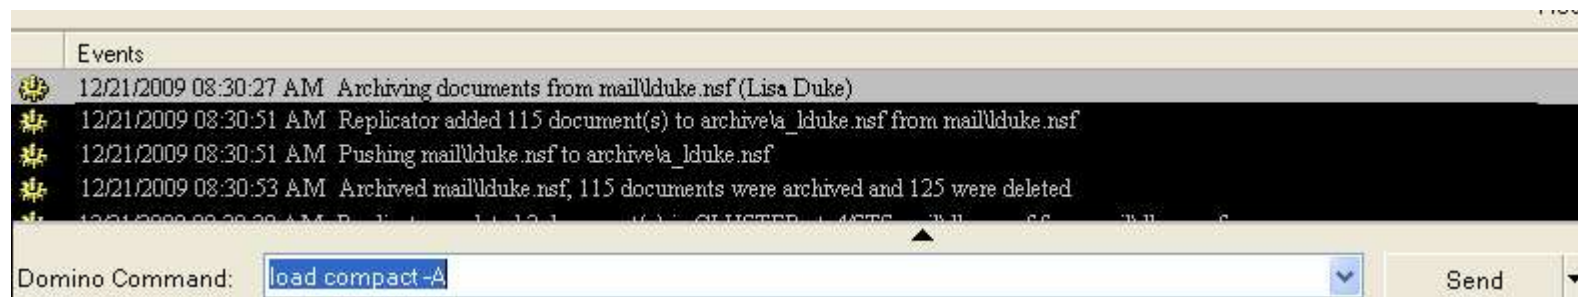 Events
12/21/2009 08:30:27 AM Archiving documents from mail\lduke.nsf (Lisa Duke)
12/21/2009 08:30:51 AM Replicator added 115 document(s) to archive\a_lduke.nsf from mail\lduke.nsf
12/21/2009 08:30:51 AM Pushing mail\lduke.nsf to archive\a_lduke.nsf
12/21/2009 08:30:53 AM Archived mail\lduke.nsf, 115 documents were archived and 125 were deleted
Domino Command: load compact -A Send